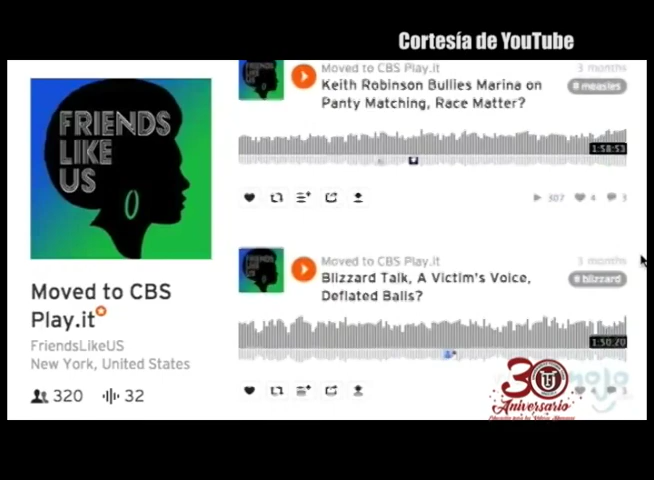 Cortesía de YouTube
FRIENDS
LIKE
US
Moved to CBS
Play.it
FriendsLikeUS
New York, United States
320 32
Moved to CBS Play.it 3 months
Keith Robinson Bullies Marina on
Panty Matching, Race Matter?
# measles
1:58:53
307 4 3
Moved to CBS Play.it 3 months
Blizzard Talk, A Victim's Voice,
Deflated Balls?
# blizzard
1:50:20
30
Aniversario